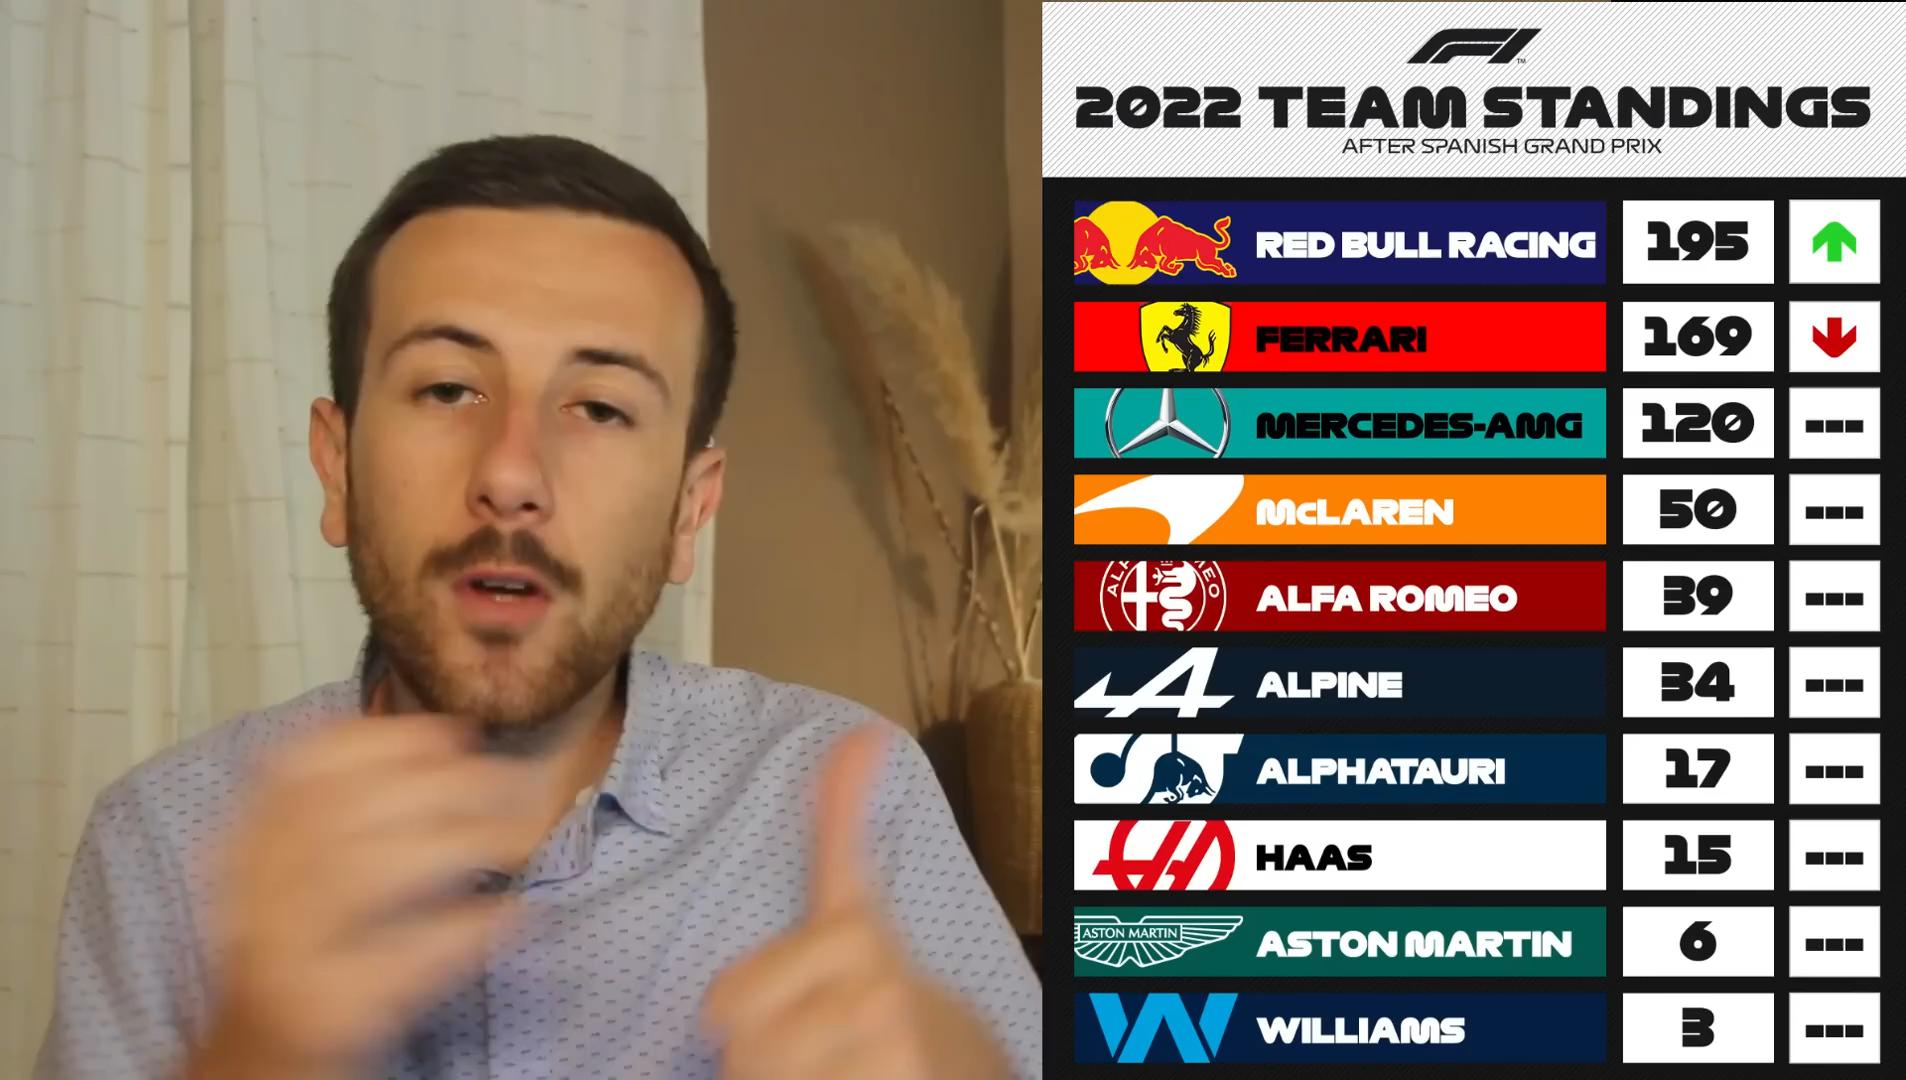 F1
2022 TEAM STANDINGS
AFTER SPANISH GRAND PRIX
RED BULL RACING 195
FERRARI 169
MERCEDES-AMG 120
McLAREN 50
ALFA ROMEO 39
ALPINE 34
ALPHATAURI 17
HAAS 15
ASTON MARTIN ASTON MARTIN 6
WILLIAMS 3